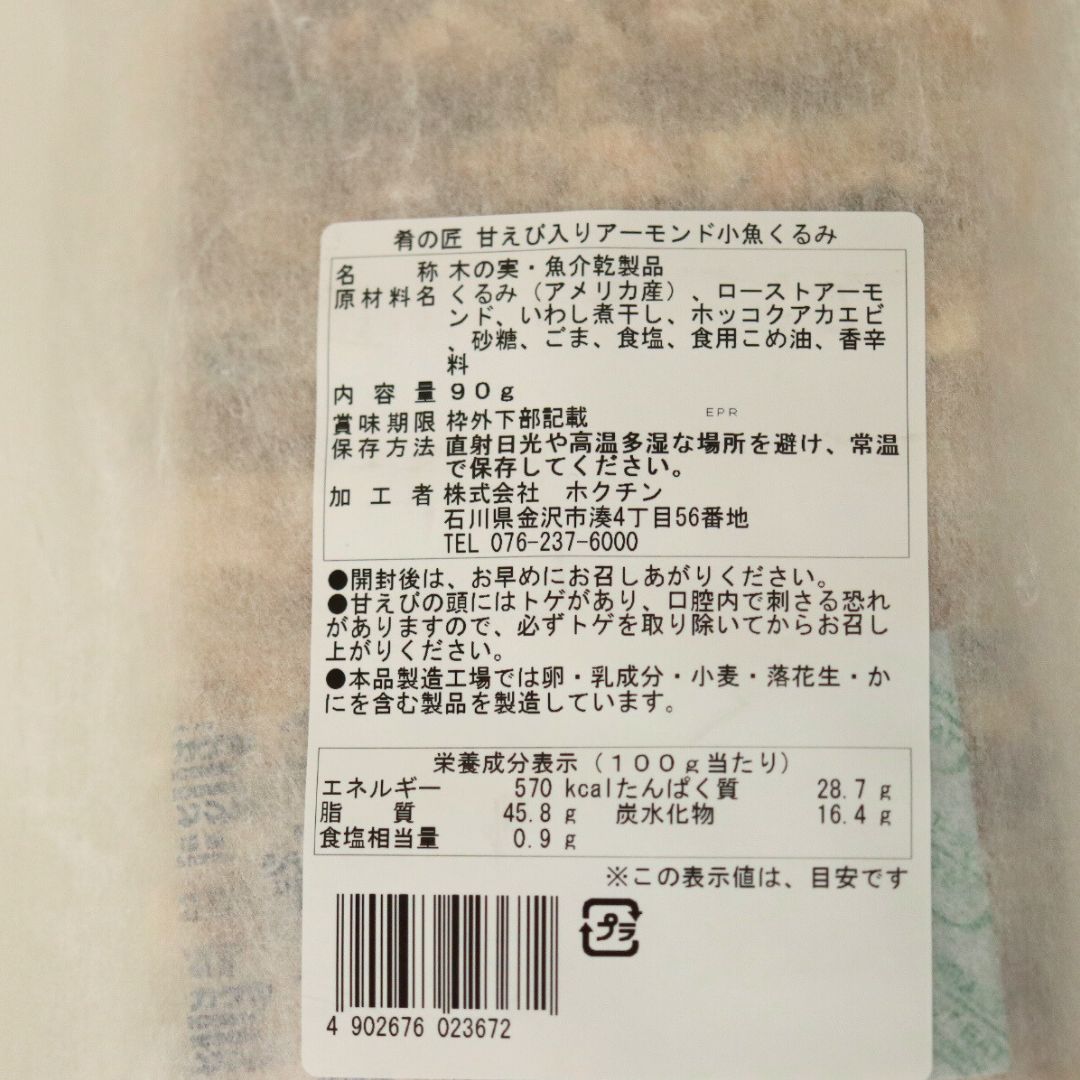 肴の匠 甘えび入りアーモンド小魚くるみ
名称 木の実・魚介乾製品
原材料名 くるみ（アメリカ産）、ローストアーモ
ンド、いわし煮干し、ホッコクアカエビ
、砂糖、ごま、食塩、食用こめ油、香辛
料
内容量 ９０ｇ
賞味期限 枠外下部記載 EPR
保存方法 直射日光や高温多湿な場所を避け、常温
で保存してください。
加工者 株式会社　ホクチン
石川県金沢市湊4丁目56番地
TEL 076-237-6000
●開封後は、お早めにお召しあがりください。
●甘えびの頭にはトゲがあり、口腔内で刺さる恐れ
がありますので、必ずトゲを取り除いてからお召し
上がりください。
●本品製造工場では卵・乳成分・小麦・落花生・か
にを含む製品を製造しています。
栄養成分表示（１００ｇ当たり）
エネルギー 570 kcal たんぱく質 28.7 g
脂質 45.8 g 炭水化物 16.4 g
食塩相当量 0.9 g
※この表示値は、目安です
プラ
4 902676 023672